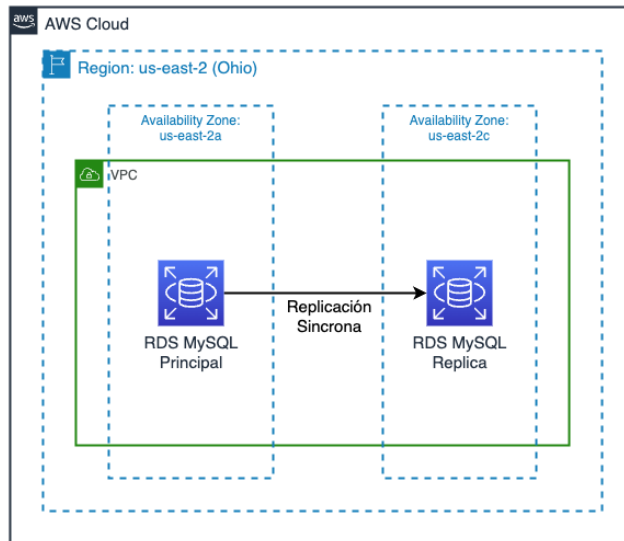 aws
AWS Cloud
Region: us-east-2 (Ohio)
Availability Zone:
us-east-2a
Availability Zone:
us-east-2c
VPC
Replicación
Sincrona
RDS MySQL
Principal
RDS MySQL
Replica